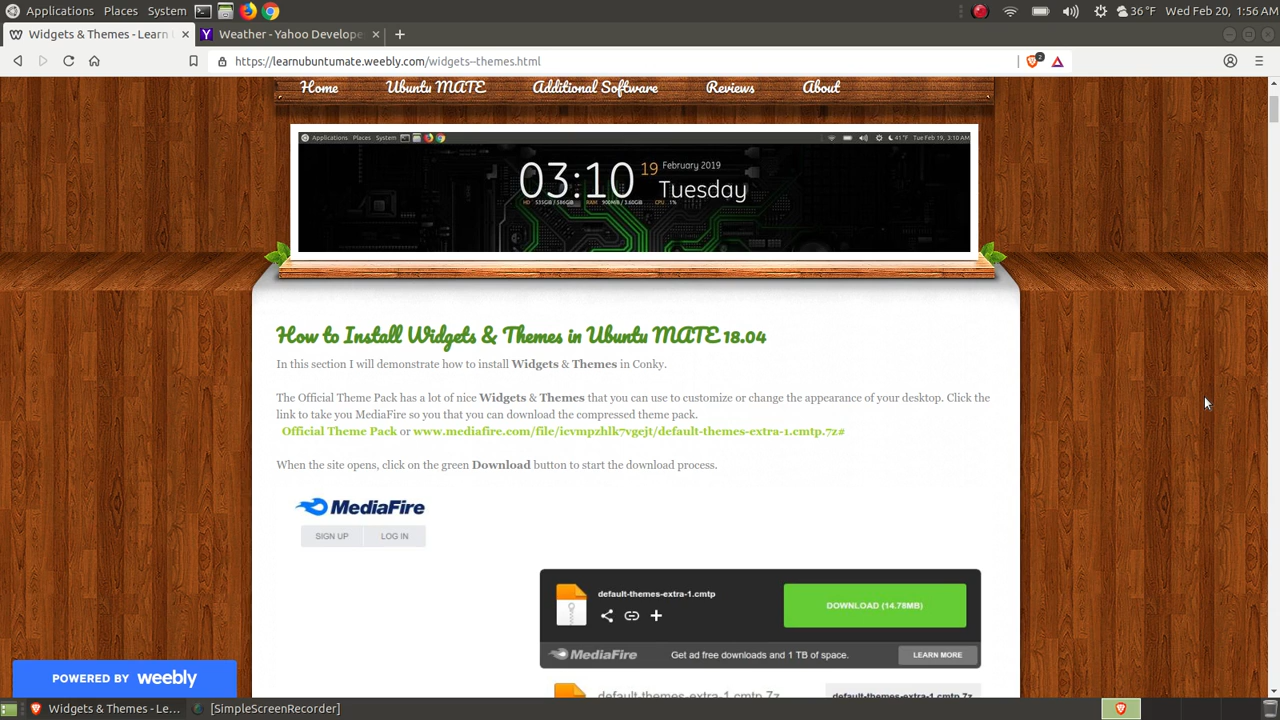 Applications Places System 36 °F Wed Feb 20, 1:56 AM
Widgets & Themes - Learn Weather - Yahoo Develope
https://learnubuntumate.weebly.com/widgets--themes.html 2
Home Ubuntu MATE Additional Software Reviews About
Applications Places System 41 °F Tue Feb 19, 3:10 AM
03:10 19 February 2019
Tuesday
HD 535GB / 586GB RAM 900MiB / 3.60GB CPU 1%
How to Install Widgets & Themes in Ubuntu MATE 18.04
In this section I will demonstrate how to install Widgets & Themes in Conky.
The Official Theme Pack has a lot of nice Widgets & Themes that you can use to customize or change the appearance of your desktop. Click the
link to take you MediaFire so you that you can download the compressed theme pack.
Official Theme Pack or www.mediafire.com/file/icvmpzhlk7vgejt/default-themes-extra-1.cmtp.7z#
When the site opens, click on the green Download button to start the download process.
MediaFire
SIGN UP LOG IN
default-themes-extra-1.cmtp
DOWNLOAD (14.78MB)
MediaFire Get ad free downloads and 1 TB of space. LEARN MORE
default-themes-extra-1.cmtp.7z default-themes-extra-1.cmtp.7z
POWERED BY weebly
Widgets & Themes - Le... [SimpleScreenRecorder]